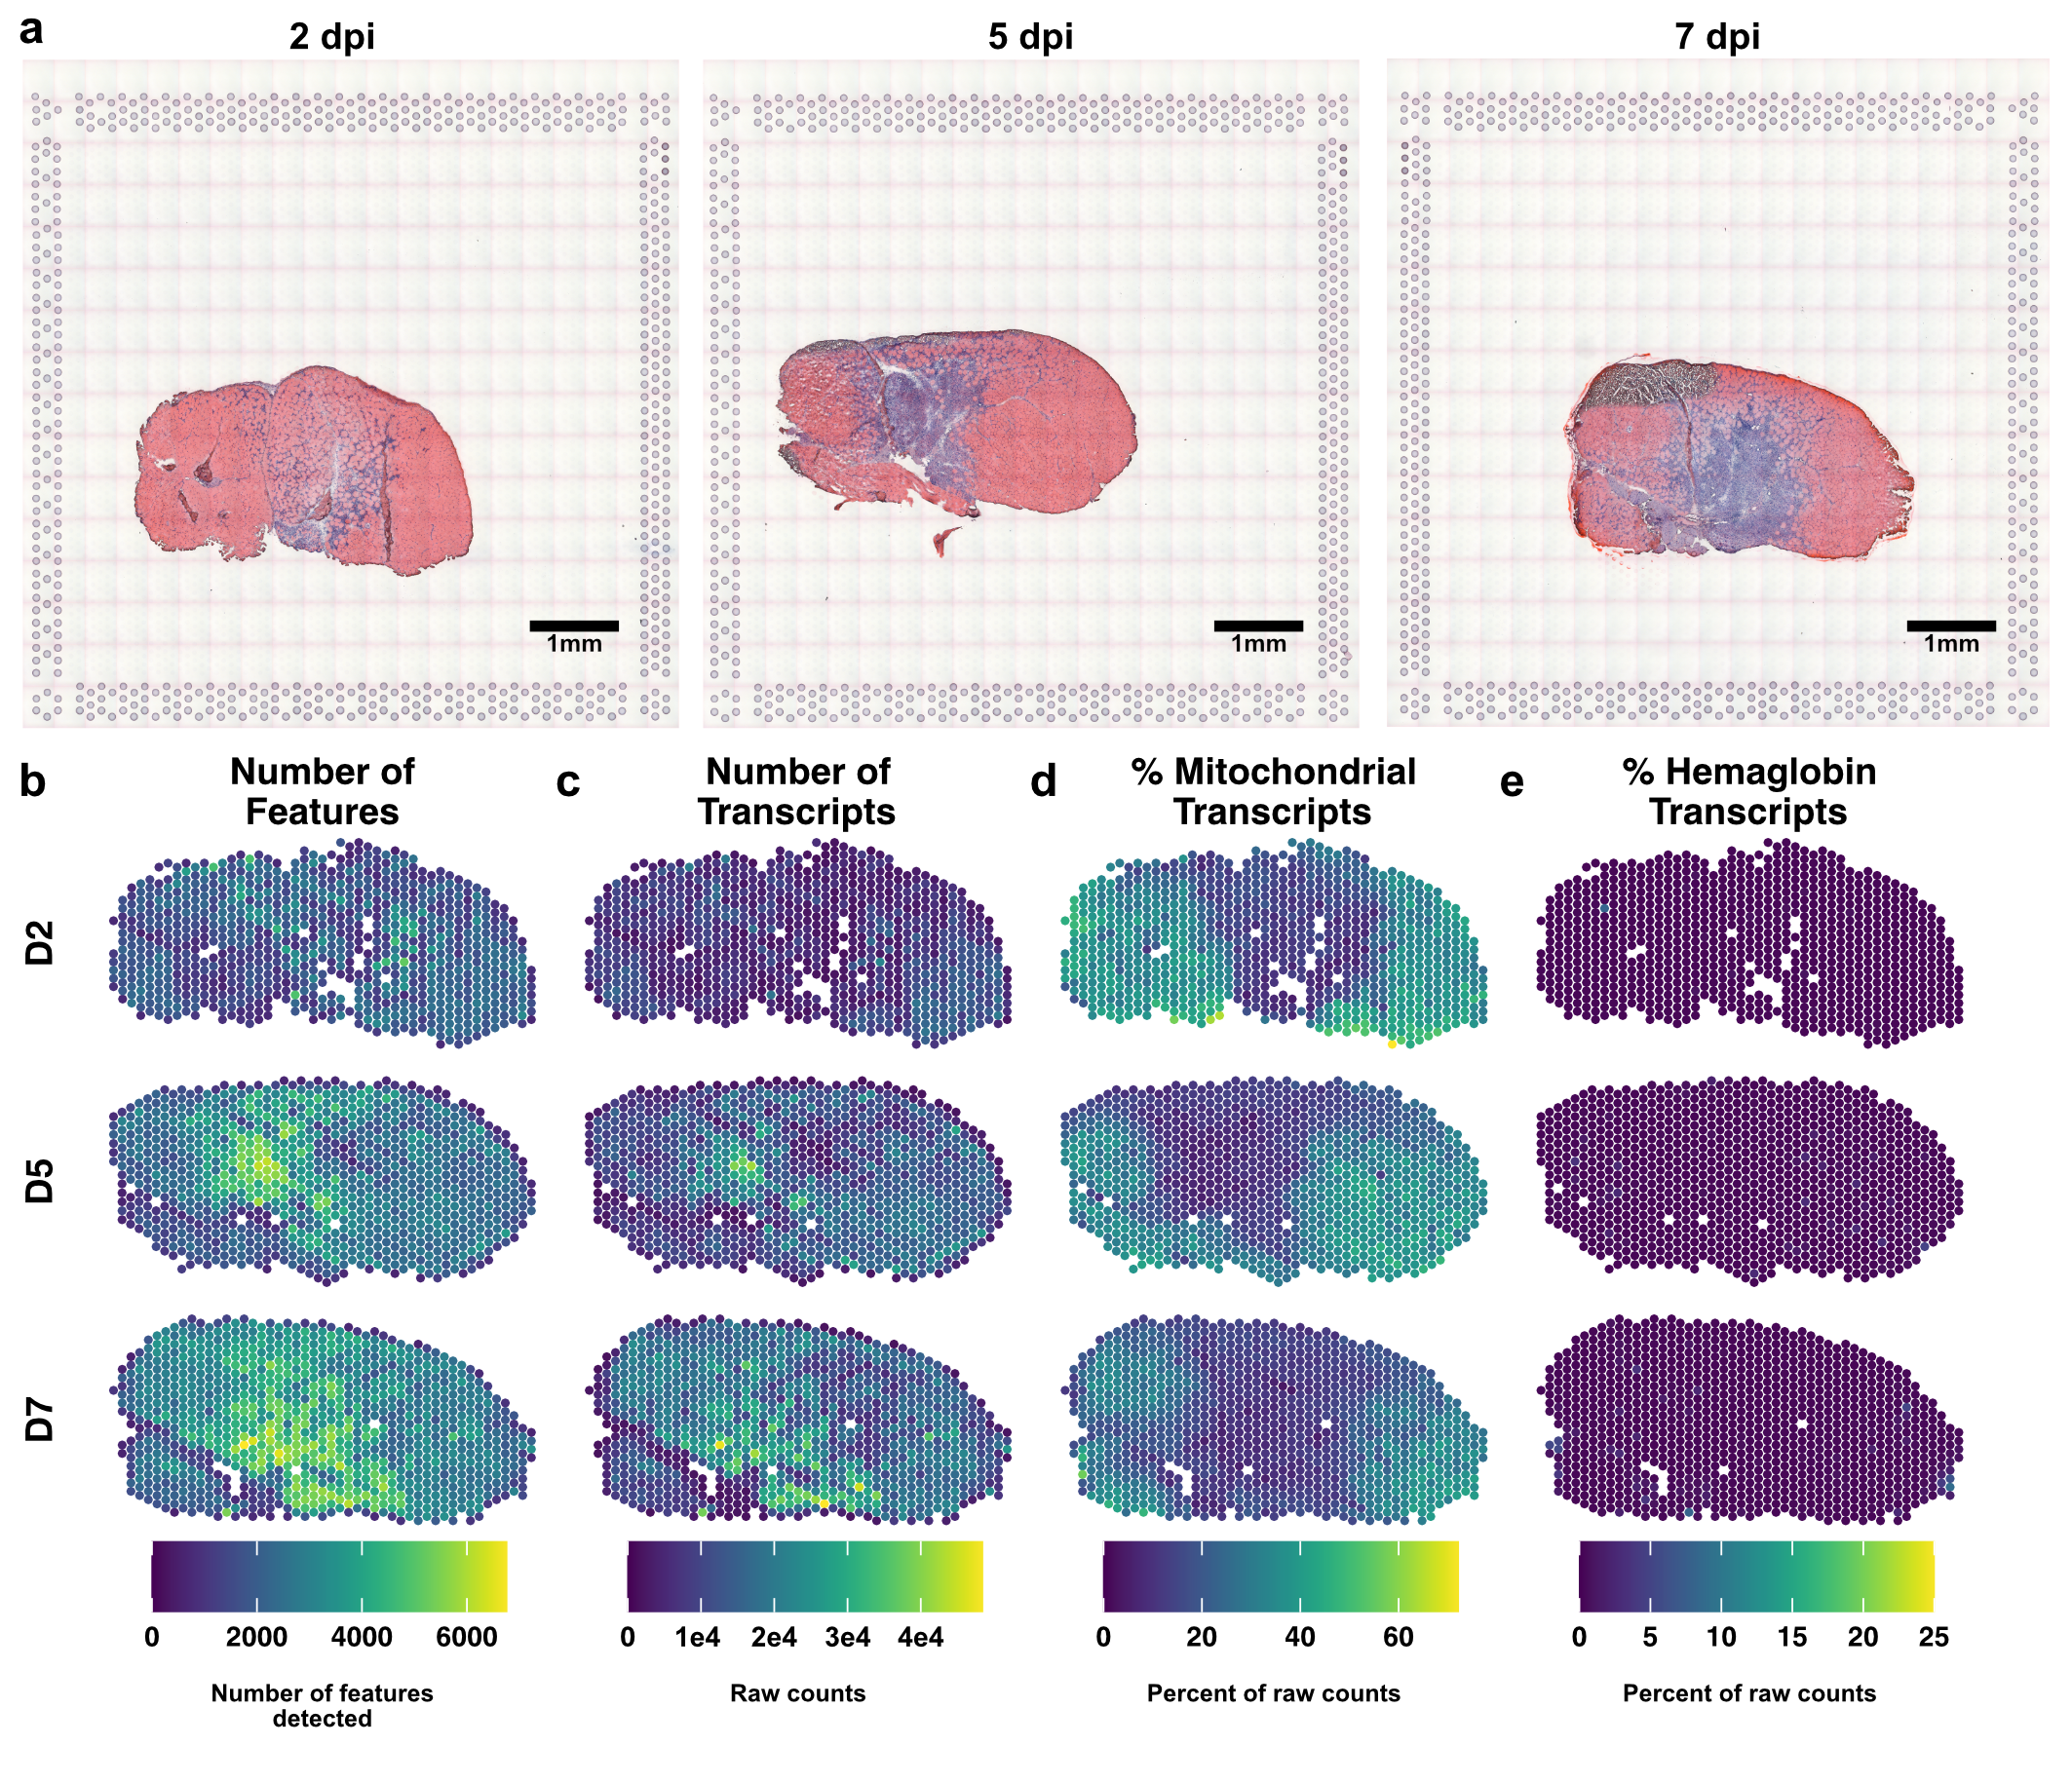 a
2 dpi
5 dpi
7 dpi
1mm
1mm
1mm
b
Number of
Features
c
Number of
Transcripts
d
% Mitochondrial
Transcripts
e
% Hemaglobin
Transcripts
D2
D5
D7
0 2000 4000 6000
Number of features
detected
0 1e4 2e4 3e4 4e4
Raw counts
0 20 40 60
Percent of raw counts
0 5 10 15 20 25
Percent of raw counts